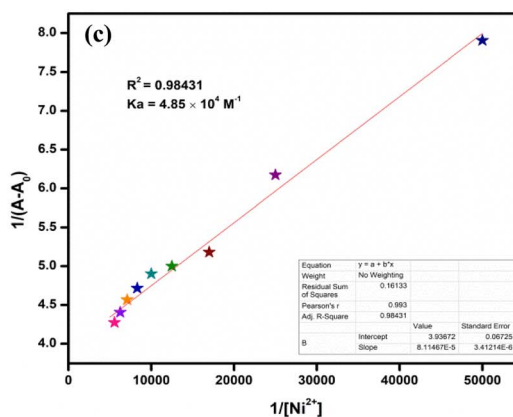 (c)
R² = 0.98431
Ka = 4.85 × 10⁴ M⁻¹
1/(A-A₀)
8.0
7.5
7.0
6.5
6.0
5.5
5.0
4.5
4.0
Equation y = a + b*x
Weight No Weighting
Residual Sum of Squares 0.16133
Pearson's r 0.993
Adj. R-Square 0.98431
Value Standard Error
B Intercept 3.93672 0.06725
Slope 8.11467E-5 3.41214E-6
0 10000 20000 30000 40000 50000
1/[Ni²⁺]